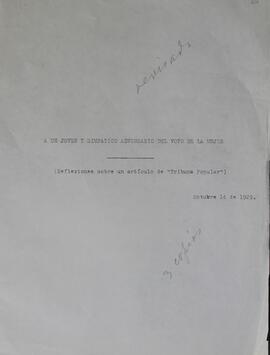 revisado
A UN JOVEN Y SIMPATICO ADVERSARIO DEL VOTO DE LA MUJER
(Reflexiones sobre un artículo de "Tribuna Popular")
Octubre 14 de 1929.
3 copias